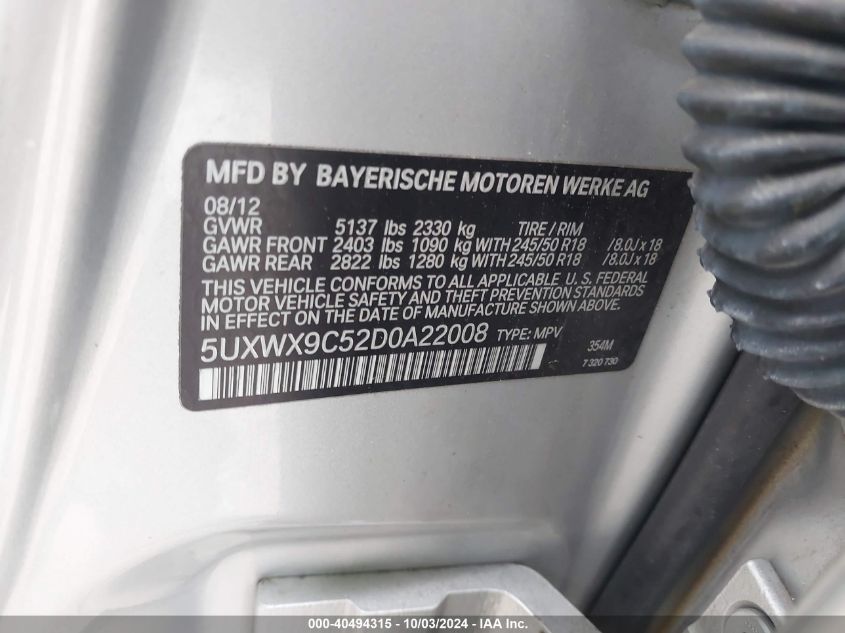 MFD BY BAYERISCHE MOTOREN WERKE AG
08/12
GVWR 5137 lbs 2330 kg TIRE / RIM
GAWR FRONT 2403 lbs 1090 kg WITH 245/50 R18 /8.0J x 18
GAWR REAR 2822 lbs 1280 kg WITH 245/50 R18 /8.0J x 18
THIS VEHICLE CONFORMS TO ALL APPLICABLE U. S. FEDERAL
MOTOR VEHICLE SAFETY AND THEFT PREVENTION STANDARDS
IN EFFECT ON THE DATE OF MANUFACTURE SHOWN ABOVE.
5UXWX9C52D0A22008 TYPE: MPV 354M
7 320 730
000-40494315 - 10/03/2024 - IAA Inc.